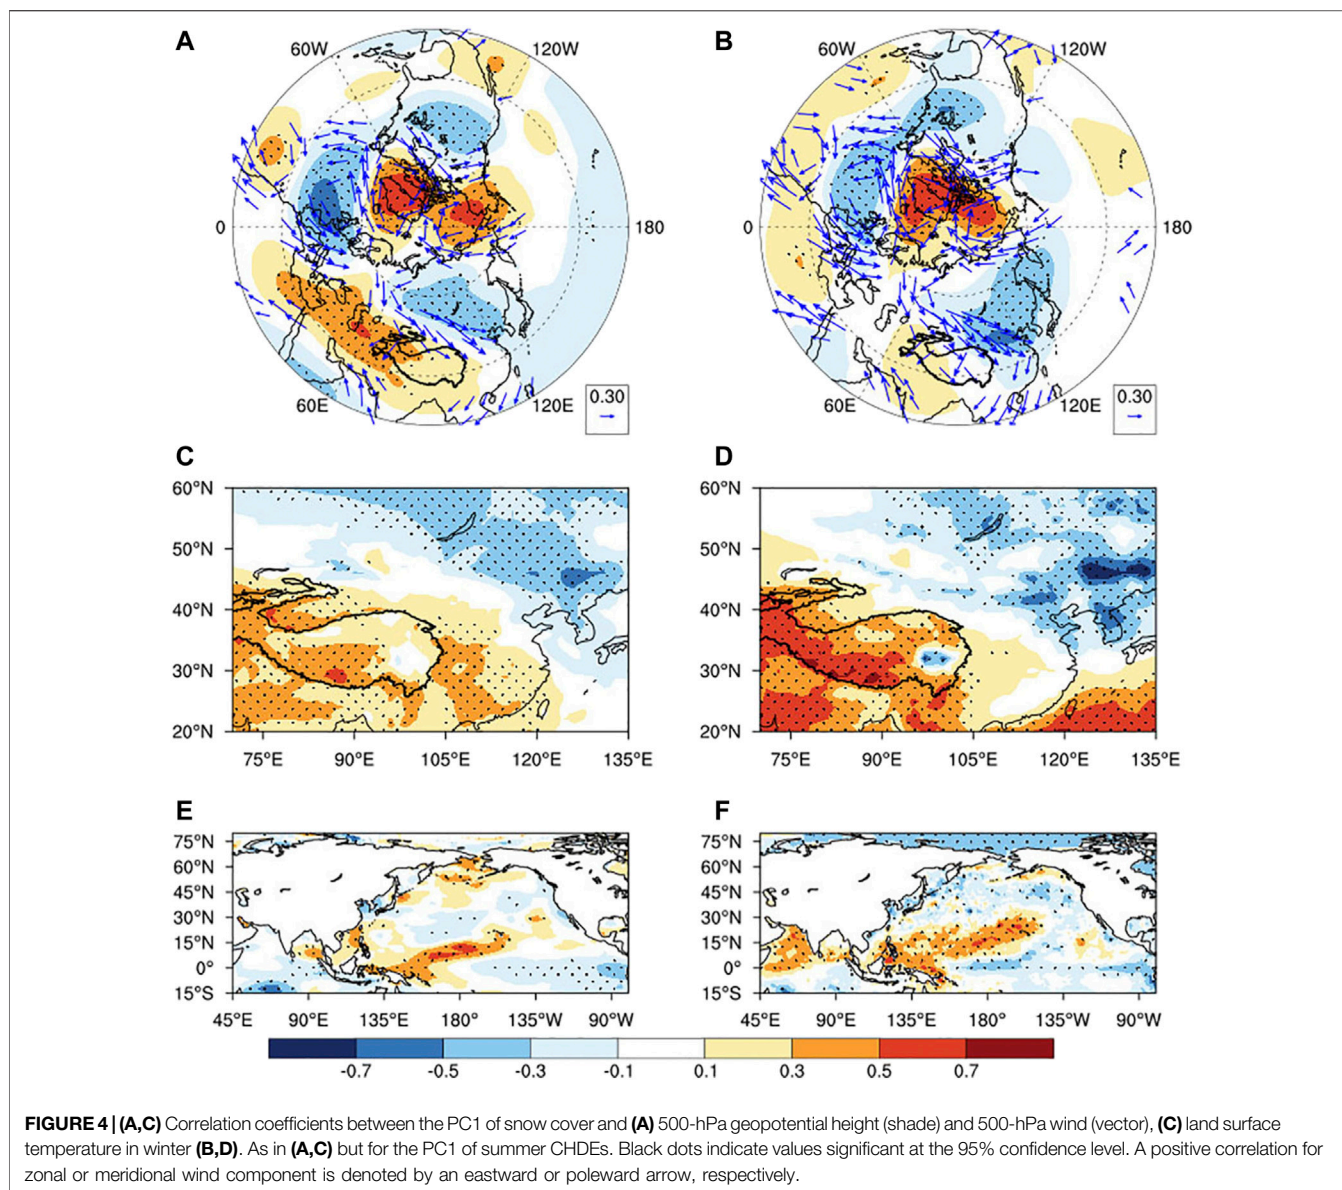 A
B
60W
120W
60W
120W
0
180
0
180
60E
120E
60E
120E
0.30
0.30
C
D
60°N
50°N
40°N
30°N
20°N
60°N
50°N
40°N
30°N
20°N
75°E 90°E 105°E 120°E 135°E
75°E 90°E 105°E 120°E 135°E
E
F
75°N
60°N
45°N
30°N
15°N
0°
15°S
75°N
60°N
45°N
30°N
15°N
0°
15°S
45°E 90°E 135°E 180° 135°W 90°W
45°E 90°E 135°E 180° 135°W 90°W
-0.7 -0.5 -0.3 -0.1 0.1 0.3 0.5 0.7
FIGURE 4 | (A,C) Correlation coefficients between the PC1 of snow cover and (A) 500-hPa geopotential height (shade) and 500-hPa wind (vector), (C) land surface
temperature in winter (B,D). As in (A,C) but for the PC1 of summer CHDEs. Black dots indicate values significant at the 95% confidence level. A positive correlation for
zonal or meridional wind component is denoted by an eastward or poleward arrow, respectively.